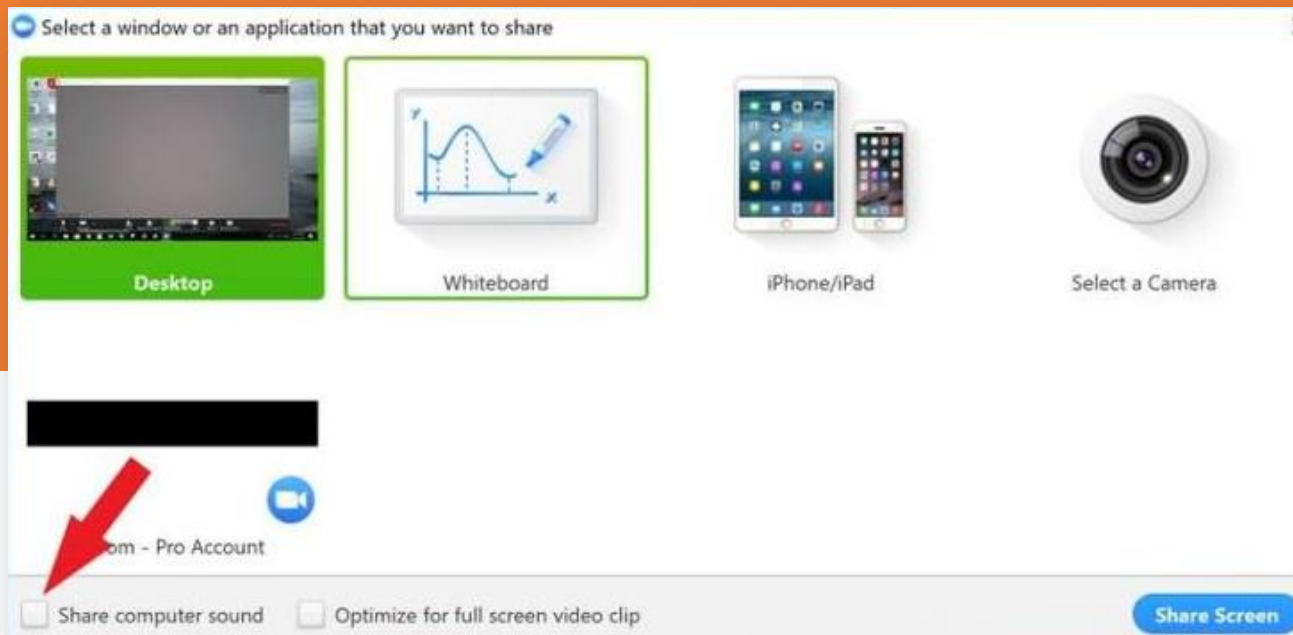 Select a window or an application that you want to share
Desktop
Whiteboard
iPhone/iPad
Select a Camera
om - Pro Account
Share computer sound
Optimize for full screen video clip
Share Screen